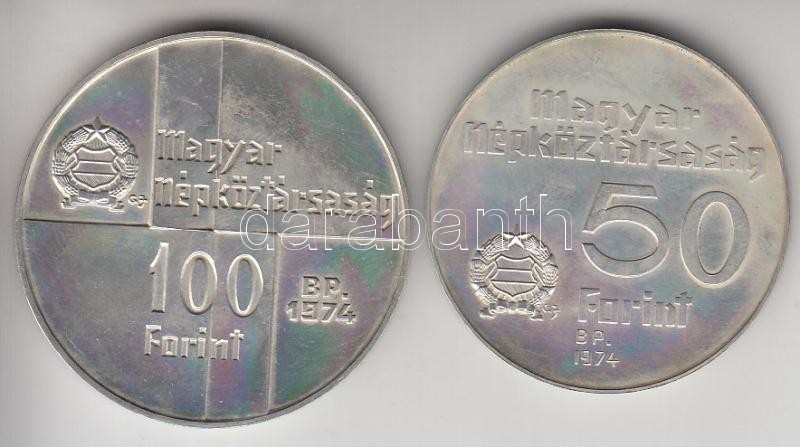 Magyar
Népköztársaság
100
Forint
BP.
1974
Magyar
Népköztársaság
50
Forint
BP.
1974
darabanth